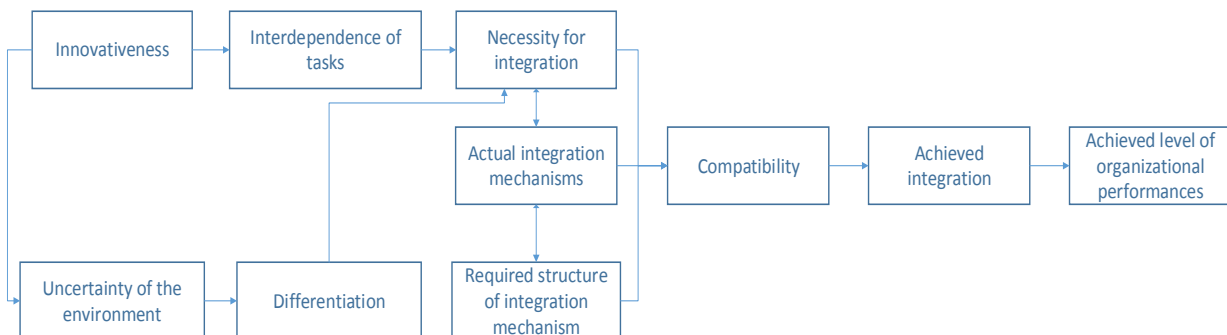 Innovativeness
Interdependence of
tasks
Necessity for
integration
Actual integration
mechanisms
Compatibility
Achieved
integration
Achieved level of
organizational
performances
Uncertainty of the
environment
Differentiation
Required structure
of integration
mechanism